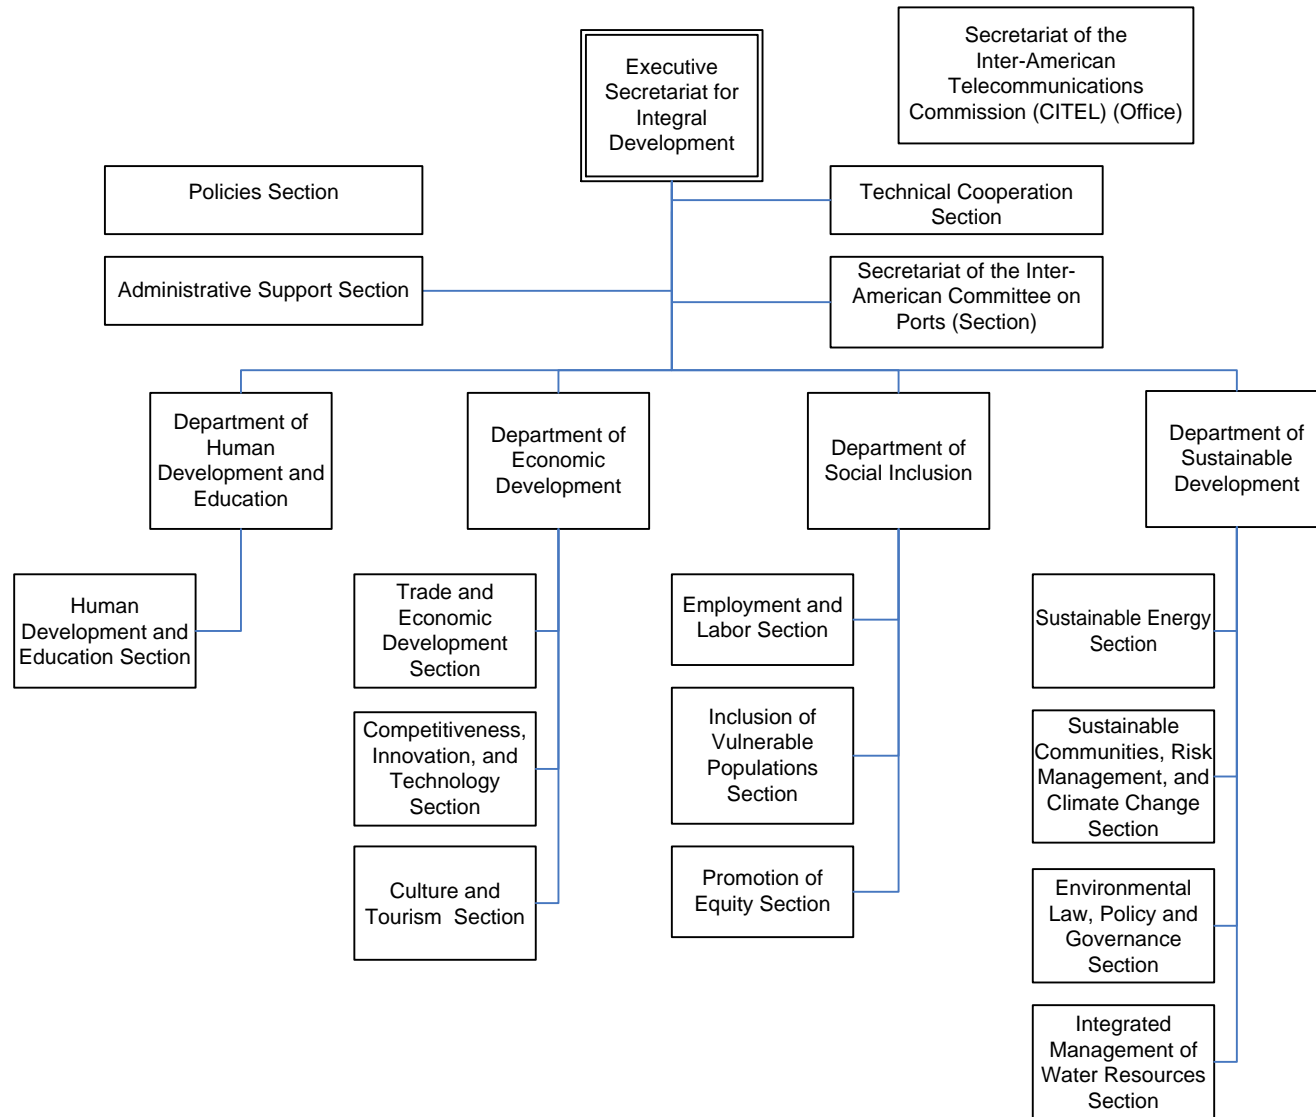 Executive
Secretariat for
Integral
Development
Secretariat of the
Inter-American
Telecommunications
Commission (CITEL) (Office)
Policies Section
Technical Cooperation
Section
Administrative Support Section
Secretariat of the Inter-
American Committee on
Ports (Section)
Department of
Human
Development and
Education
Department of
Economic
Development
Department of
Social Inclusion
Department of
Sustainable
Development
Human
Development and
Education Section
Trade and
Economic
Development
Section
Employment and
Labor Section
Sustainable Energy
Section
Competitiveness,
Innovation, and
Technology
Section
Inclusion of
Vulnerable
Populations
Section
Sustainable
Communities, Risk
Management, and
Climate Change
Section
Culture and
Tourism  Section
Promotion of
Equity Section
Environmental
Law, Policy and
Governance
Section
Integrated
Management of
Water Resources
Section